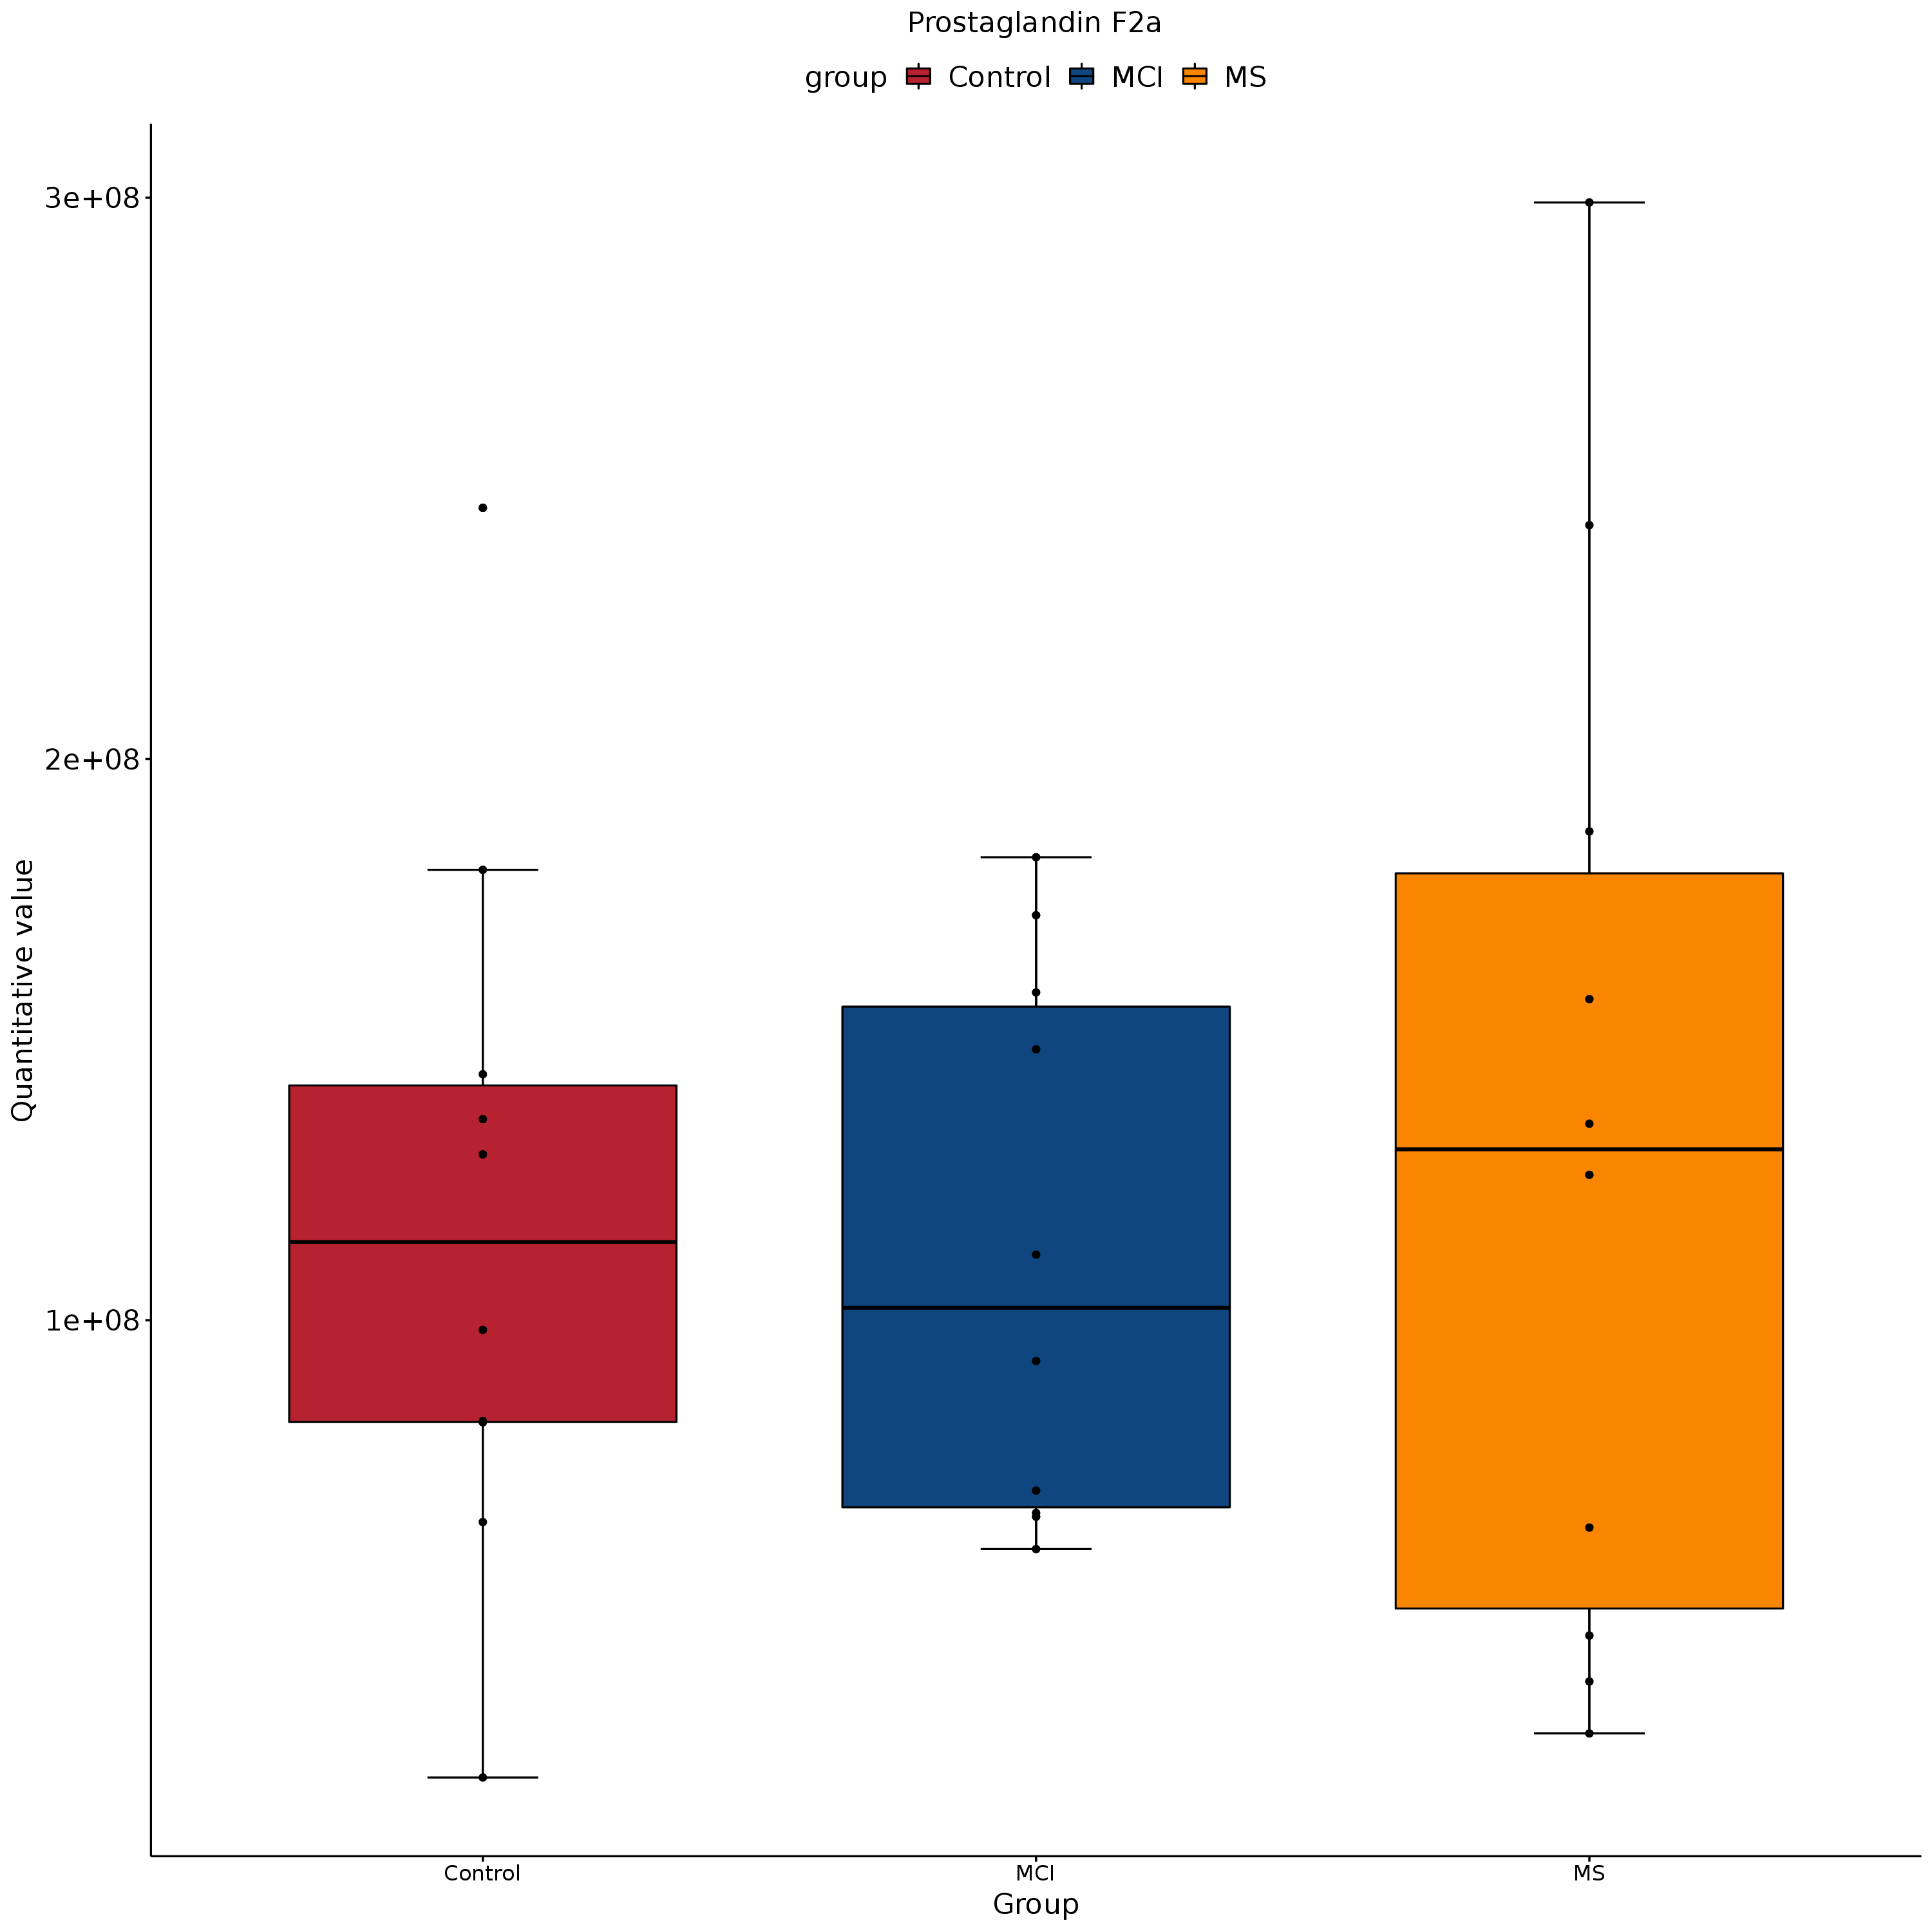 Prostaglandin F2a
group Control MCI MS
3e+08
2e+08
1e+08
Quantitative value
Control MCI MS
Group